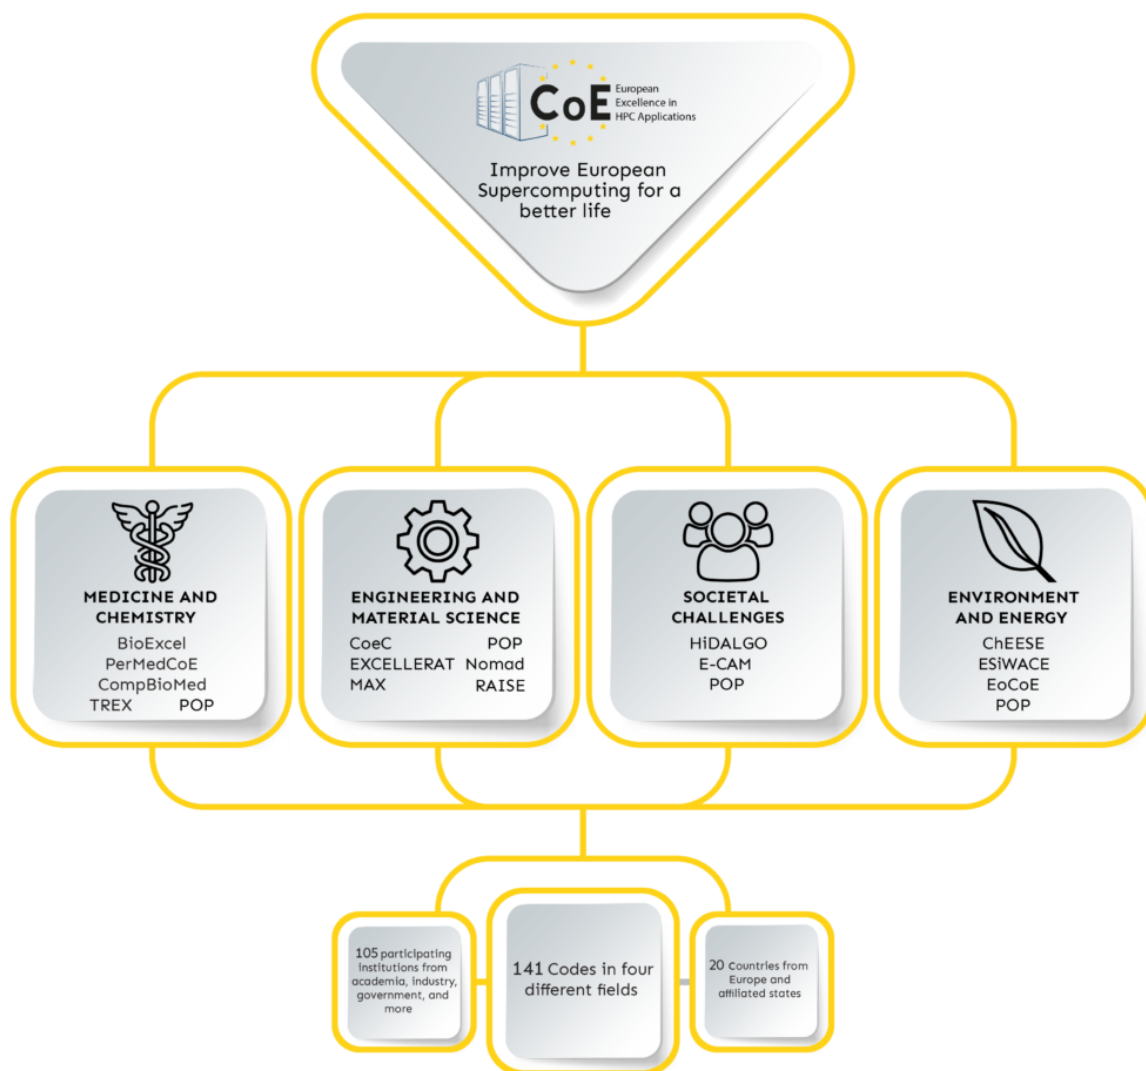 CoE
European
Excellence in
HPC Applications
Improve European
Supercomputing for a
better life
MEDICINE AND
CHEMISTRY
BioExcel
PerMedCoE
CompBioMed
TREX POP
ENGINEERING AND
MATERIAL SCIENCE
CoeC POP
EXCELLERAT Nomad
MAX RAISE
SOCIETAL
CHALLENGES
HiDALGO
E-CAM
POP
ENVIRONMENT
AND ENERGY
ChEESE
ESiWACE
EoCoE
POP
105 participating
institutions from
academia, industry,
government, and
more
141 Codes in four
different fields
20 Countries from
Europe and
affiliated states